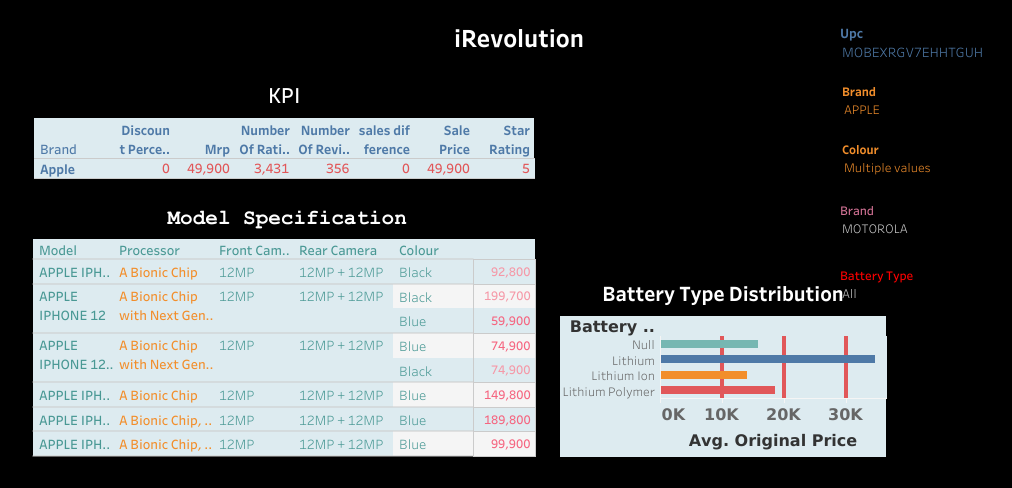 iRevolution
Upc
MOBEXRGV7EHHTGUH
Brand
APPLE
Colour
Multiple values
Brand
MOTOROLA
Battery Type
All
KPI
Brand Discoun t Perce.. Mrp Number Of Rati.. Number Of Revi.. sales dif ference Sale Price Star Rating
Apple 0 49,900 3,431 356 0 49,900 5
Model Specification
Model Processor Front Cam.. Rear Camera Colour
APPLE IPH.. A Bionic Chip 12MP 12MP + 12MP Black 92,800
APPLE IPHONE 12 A Bionic Chip with Next Gen.. 12MP 12MP + 12MP Black 199,700
Blue 59,900
APPLE IPHONE 12.. A Bionic Chip with Next Gen.. 12MP 12MP + 12MP Blue 74,900
Black 74,900
APPLE IPH.. A Bionic Chip 12MP 12MP + 12MP Blue 149,800
APPLE IPH.. A Bionic Chip, .. 12MP 12MP + 12MP Blue 189,800
APPLE IPH.. A Bionic Chip, .. 12MP 12MP + 12MP Blue 99,900
Battery Type Distribution
Battery ..
Null
Lithium
Lithium Ion
Lithium Polymer
0K 10K 20K 30K
Avg. Original Price